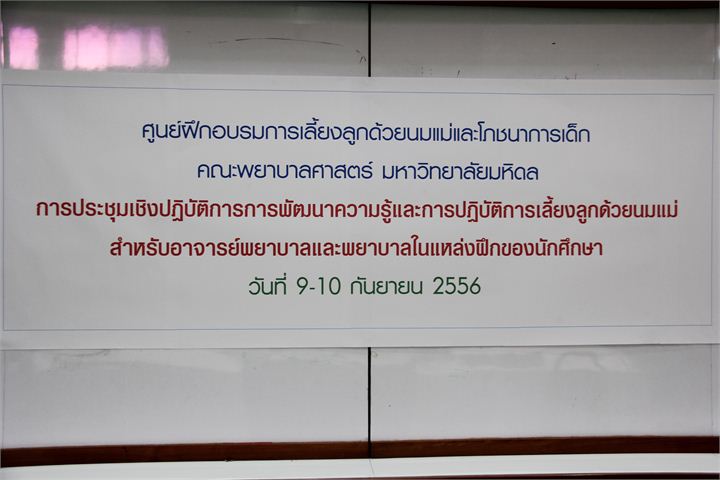 ศูนย์ฝึกอบรมการเลี้ยงลูกด้วยนมแม่และโภชนาการเด็ก
คณะพยาบาลศาสตร์ มหาวิทยาลัยมหิดล
การประชุมเชิงปฏิบัติการการพัฒนาความรู้และการปฏิบัติการเลี้ยงลูกด้วยนมแม่
สำหรับอาจารย์พยาบาลและพยาบาลในแหล่งฝึกของนักศึกษา
วันที่ 9-10 กันยายน 2556